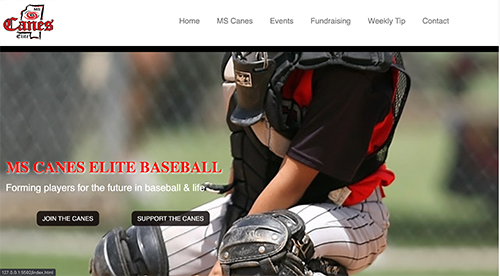 MS
Canes
Elite
Home MS Canes Events Fundraising Weekly Tip Contact
MS CANES ELITE BASEBALL
Forming players for the future in baseball & life
JOIN THE CANES SUPPORT THE CANES
127.0.0.1:5500/index.html